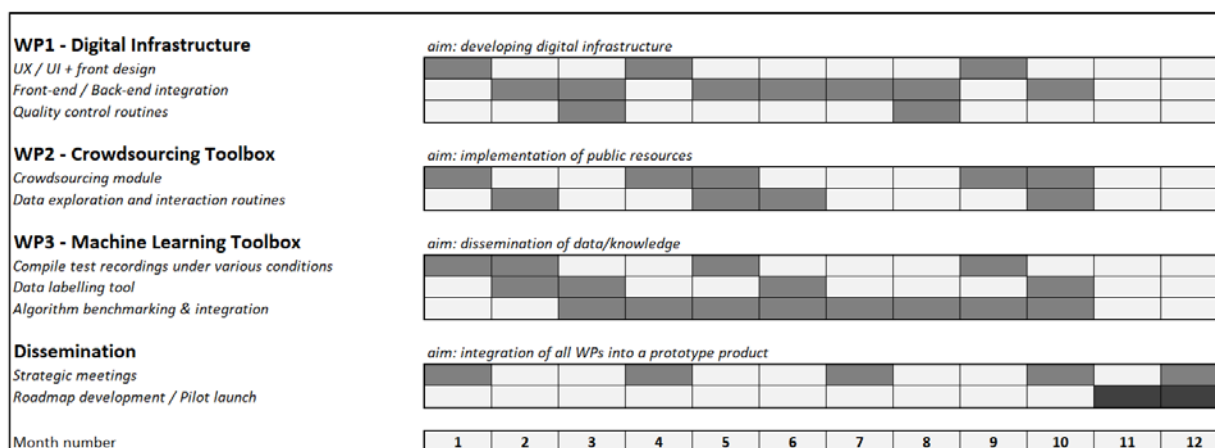 WP1 - Digital Infrastructure
aim: developing digital infrastructure
UX / UI + front design
Front-end / Back-end integration
Quality control routines
WP2 - Crowdsourcing Toolbox
aim: implementation of public resources
Crowdsourcing module
Data exploration and interaction routines
WP3 - Machine Learning Toolbox
aim: dissemination of data/knowledge
Compile test recordings under various conditions
Data labelling tool
Algorithm benchmarking & integration
Dissemination
aim: integration of all WPs into a prototype product
Strategic meetings
Roadmap development / Pilot launch
Month number 1 2 3 4 5 6 7 8 9 10 11 12